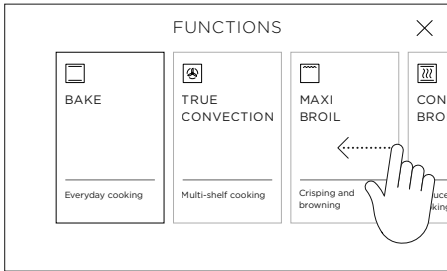 FUNCTIONS
BAKE
Everyday cooking
TRUE
CONVECTION
Multi-shelf cooking
MAXI
BROIL
Crisping and
browning
CON
BRO